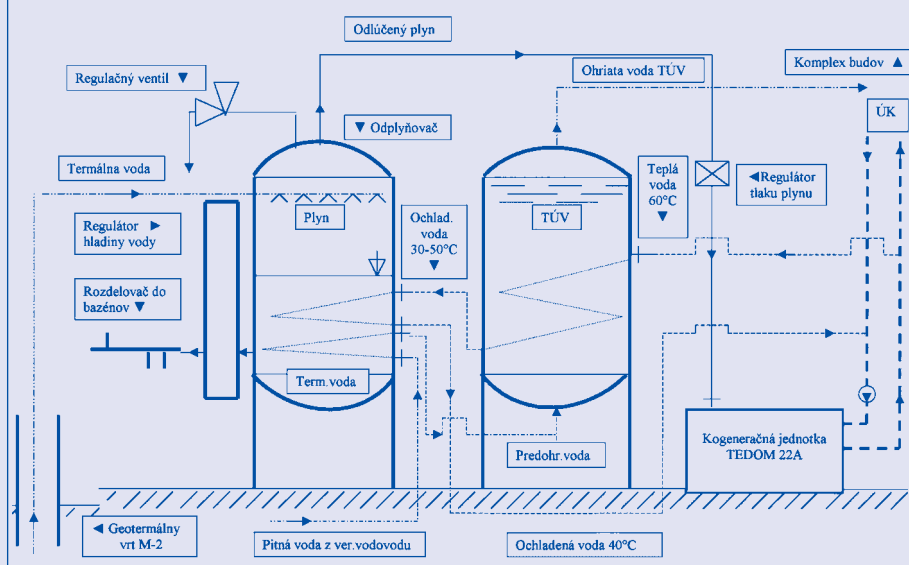 Odlúčený plyn
Regulačný ventil ▼
Ohriata voda TÚV
Komplex budov ▲
ÚK
▼ Odplyňovač
Termálna voda
Teplá
voda
60°C
▼
◀Regulátor
tlaku plynu
Plyn
Ochlad.
voda
30-50°C
▼
TÚV
Regulátor ▶
hladiny vody
Rozdelovač do
bazénov ▼
Term.voda
Predohr.voda
Kogeneračná jednotka
TEDOM 22A
◀ Geotermálny
vrt M-2
Pitná voda z ver.vodovodu
Ochladená voda 40°C